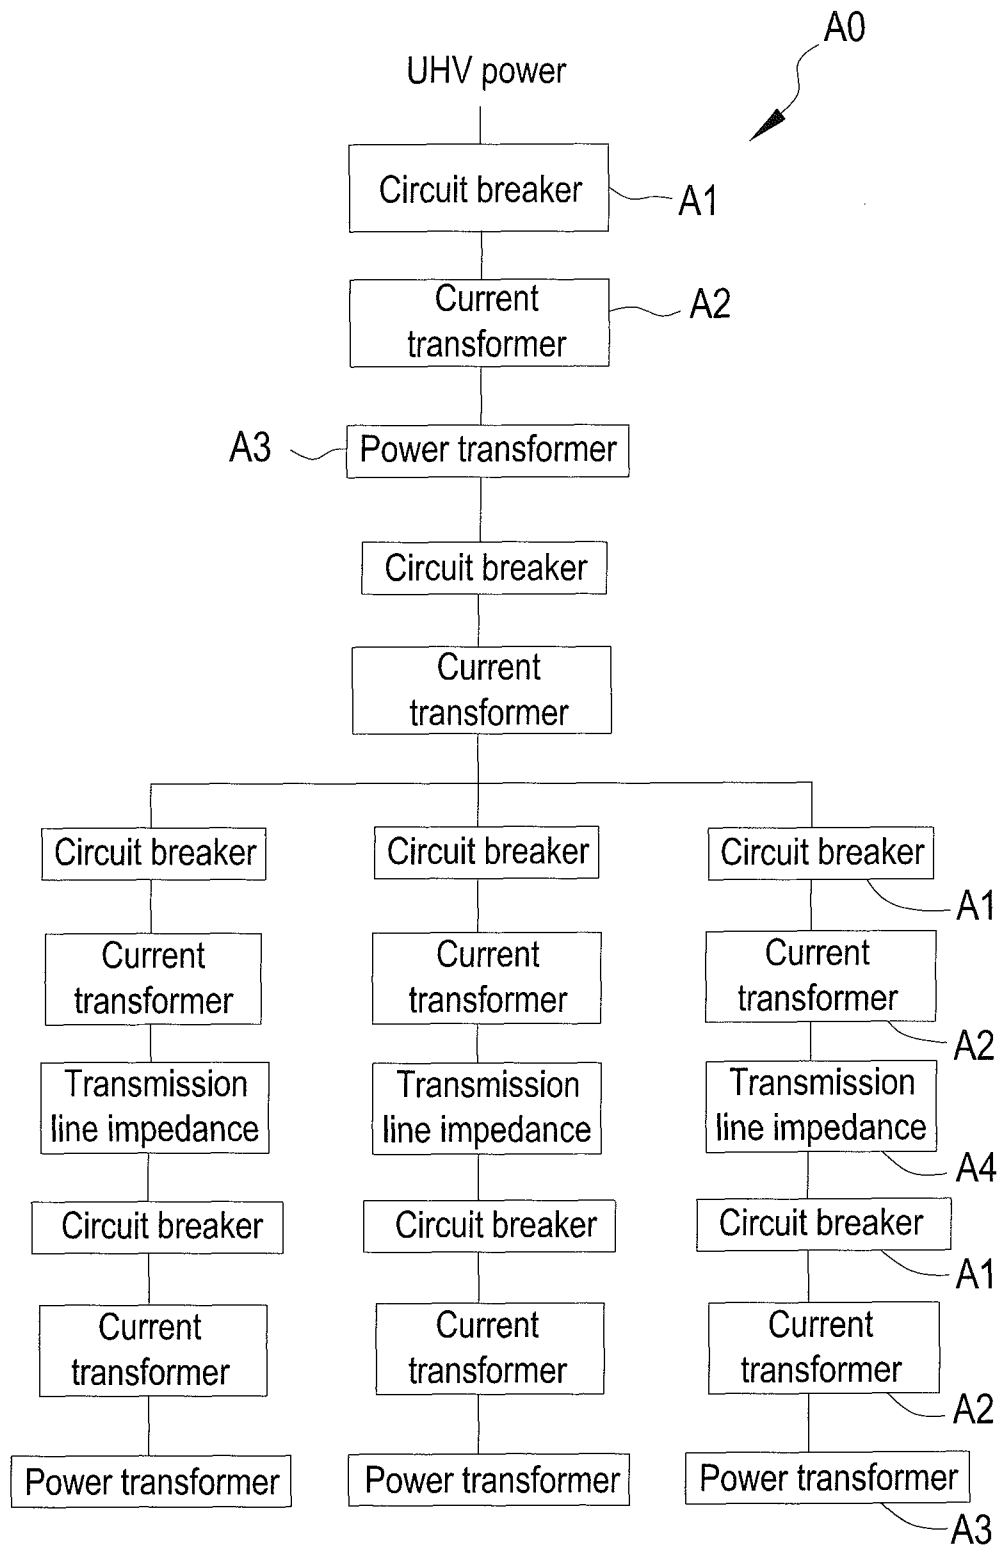 A0
UHV power
Circuit breaker
A1
Current
transformer
A2
A3
Power transformer
Circuit breaker
Current
transformer
Circuit breaker
Circuit breaker
Circuit breaker
A1
Current
transformer
Current
transformer
Current
transformer
A2
Transmission
line impedance
Transmission
line impedance
Transmission
line impedance
A4
Circuit breaker
Circuit breaker
Circuit breaker
A1
Current
transformer
Current
transformer
Current
transformer
A2
Power transformer
Power transformer
Power transformer
A3